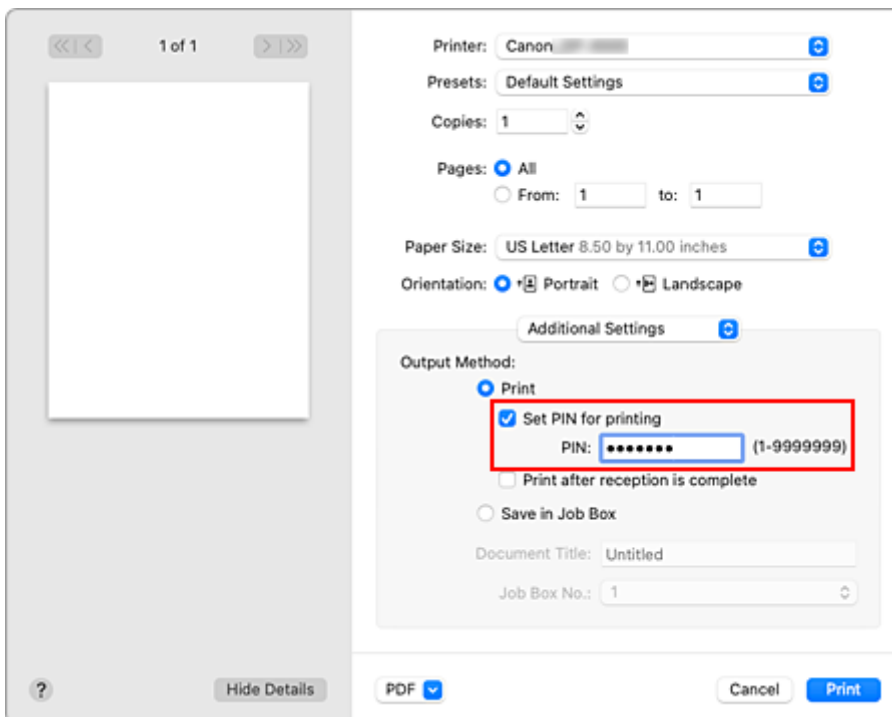 1 of 1
Printer: Canon
Presets: Default Settings
Copies: 1
Pages: All
From: 1 to: 1
Paper Size: US Letter 8.50 by 11.00 inches
Orientation: Portrait Landscape
Additional Settings
Output Method:
Print
Set PIN for printing
PIN: ••••••• (1-9999999)
Print after reception is complete
Save in Job Box
Document Title: Untitled
Job Box No.: 1
? Hide Details PDF Cancel Print